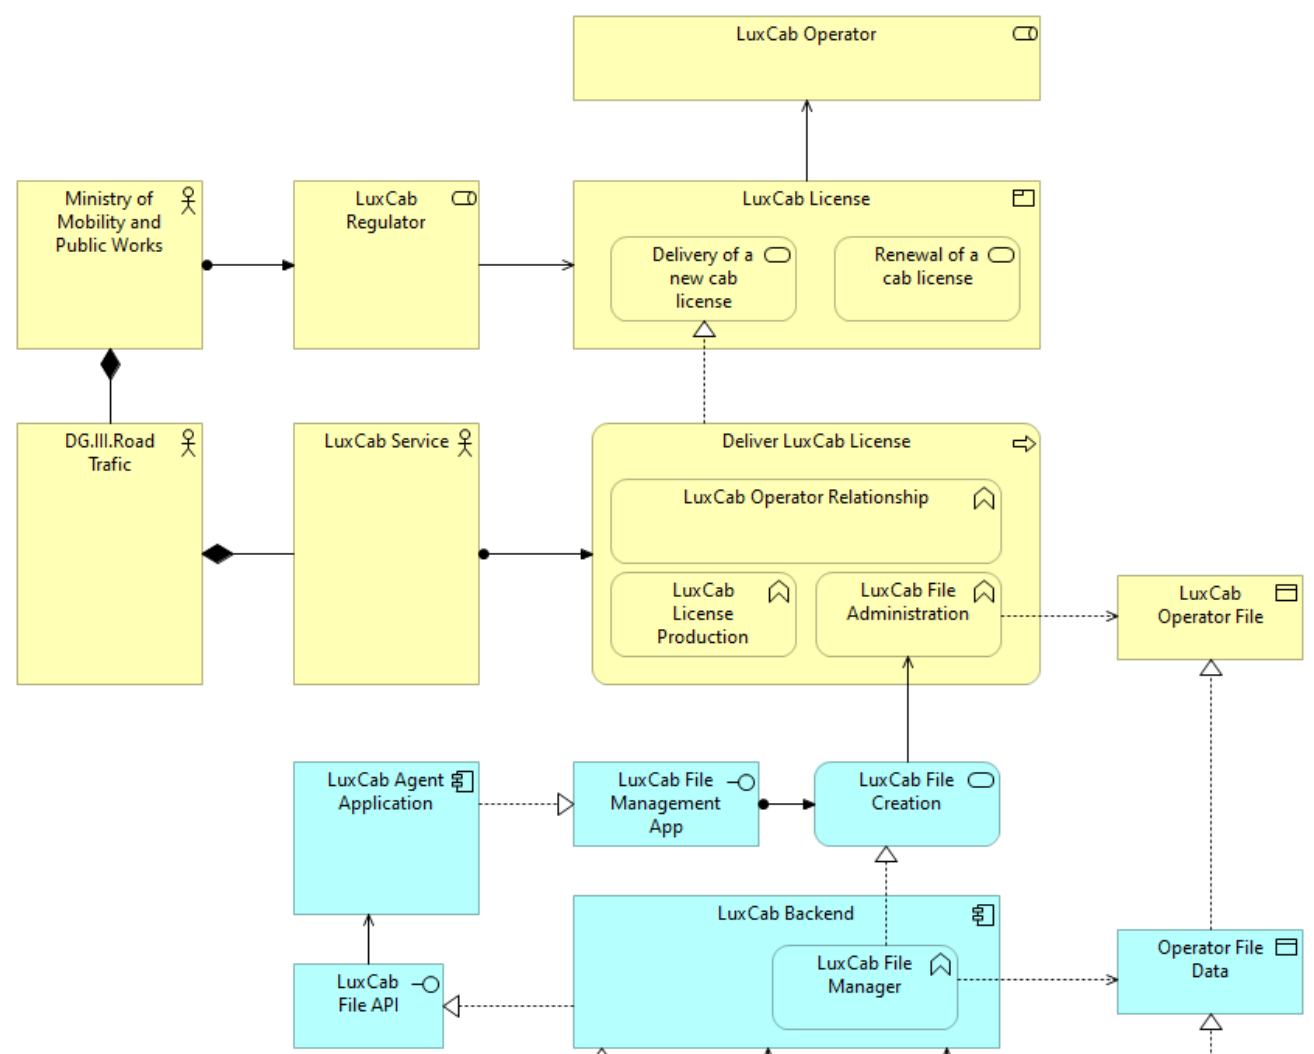 LuxCab Operator
Ministry of
Mobility and
Public Works
LuxCab
Regulator
LuxCab License
Delivery of a
new cab
license
Renewal of a
cab license
DG.III.Road
Trafic
LuxCab Service
Deliver LuxCab License
LuxCab Operator Relationship
LuxCab
License
Production
LuxCab File
Administration
LuxCab
Operator File
LuxCab Agent
Application
LuxCab File
Management
App
LuxCab File
Creation
LuxCab Backend
LuxCab File
Manager
Operator File
Data
LuxCab
File API